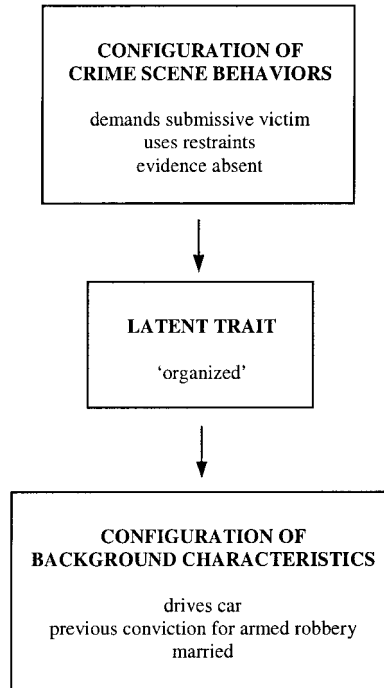 CONFIGURATION OF
CRIME SCENE BEHAVIORS
demands submissive victim
uses restraints
evidence absent
LATENT TRAIT
‘organized’
CONFIGURATION OF
BACKGROUND CHARACTERISTICS
drives car
previous conviction for armed robbery
married